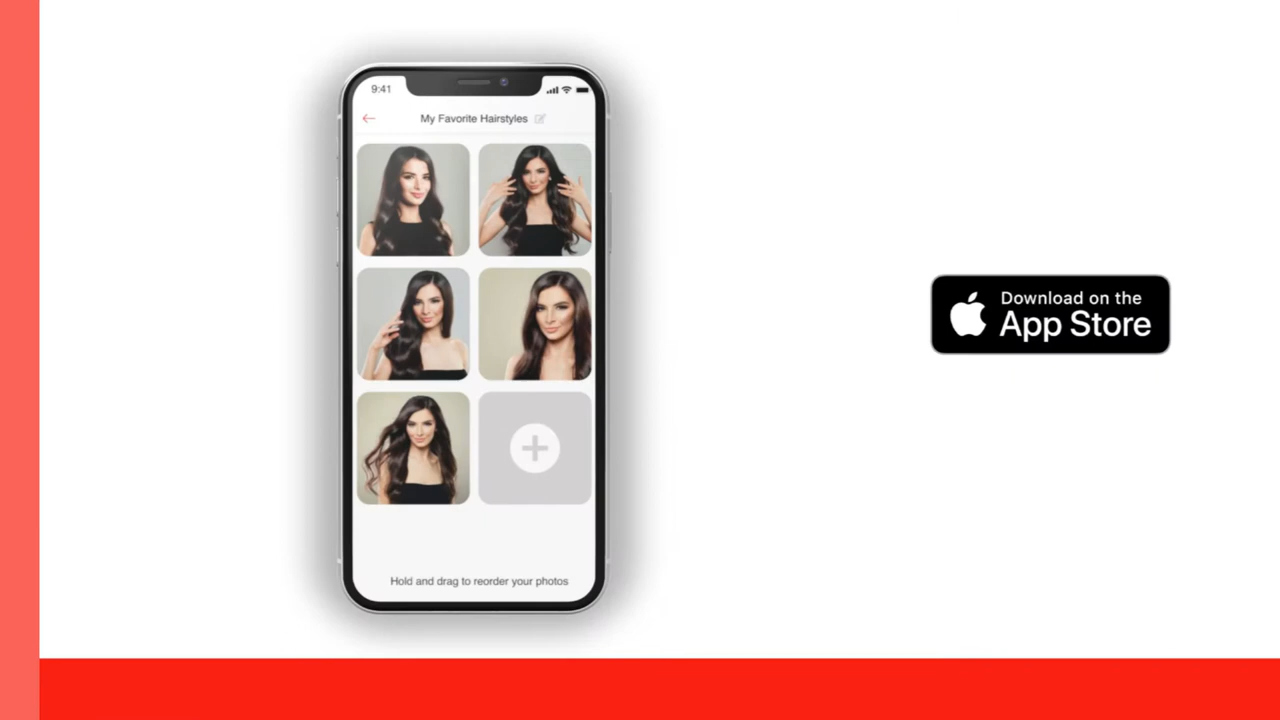 9:41
My Favorite Hairstyles
Hold and drag to reorder your photos
Download on the
App Store